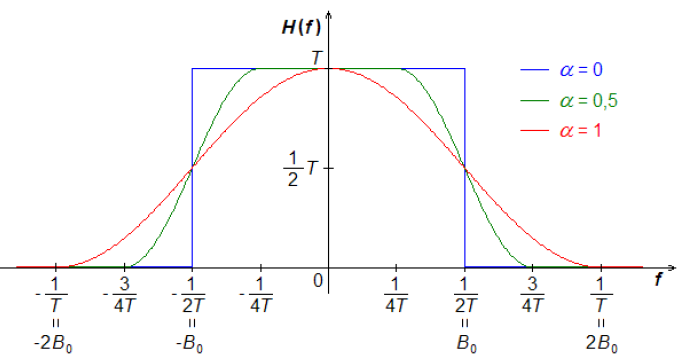 H(f)
T
α = 0
α = 0,5
α = 1
1/2 T
0
f
-1/T -3/4T -1/2T -1/4T 1/4T 1/2T 3/4T 1/T
= = = =
-2B₀ -B₀ B₀ 2B₀